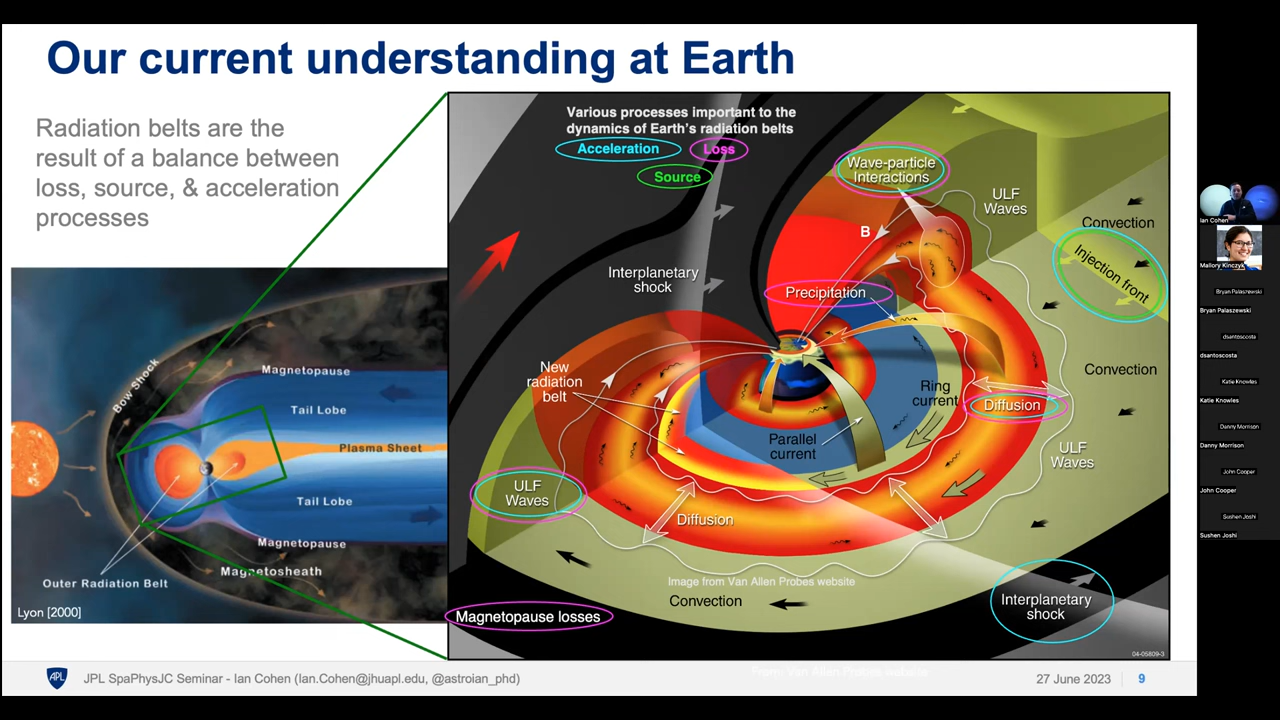 Our current understanding at Earth
Radiation belts are the
result of a balance between
loss, source, & acceleration
processes
Various processes important to the
dynamics of Earth's radiation belts
Acceleration
Loss
Source
Wave-particle
Interactions
ULF
Waves
Convection
Injection front
B
Interplanetary
shock
Precipitation
New
radiation
belt
Ring
current
Convection
Diffusion
Parallel
current
ULF
Waves
ULF
Waves
Diffusion
Image from Van Allen Probes website
Convection
Interplanetary
shock
Magnetopause losses
04-05809-3
Bow Shock
Magnetopause
Tail Lobe
Plasma Sheet
Tail Lobe
Magnetopause
Magnetosheath
Outer Radiation Belt
Lyon [2000]
APL
JPL SpaPhysJC Seminar - Ian Cohen (Ian.Cohen@jhuapl.edu, @astroian_phd)
27 June 2023
9
Ian Cohen
Mallory Kinczyk
Bryan Palaszewski
Bryan Palaszewski
dsantoscosta
dsantoscosta
Katie Knowles
Katie Knowles
Danny Morrison
Danny Morrison
John Cooper
John Cooper
Sushen Joshi
Sushen Joshi